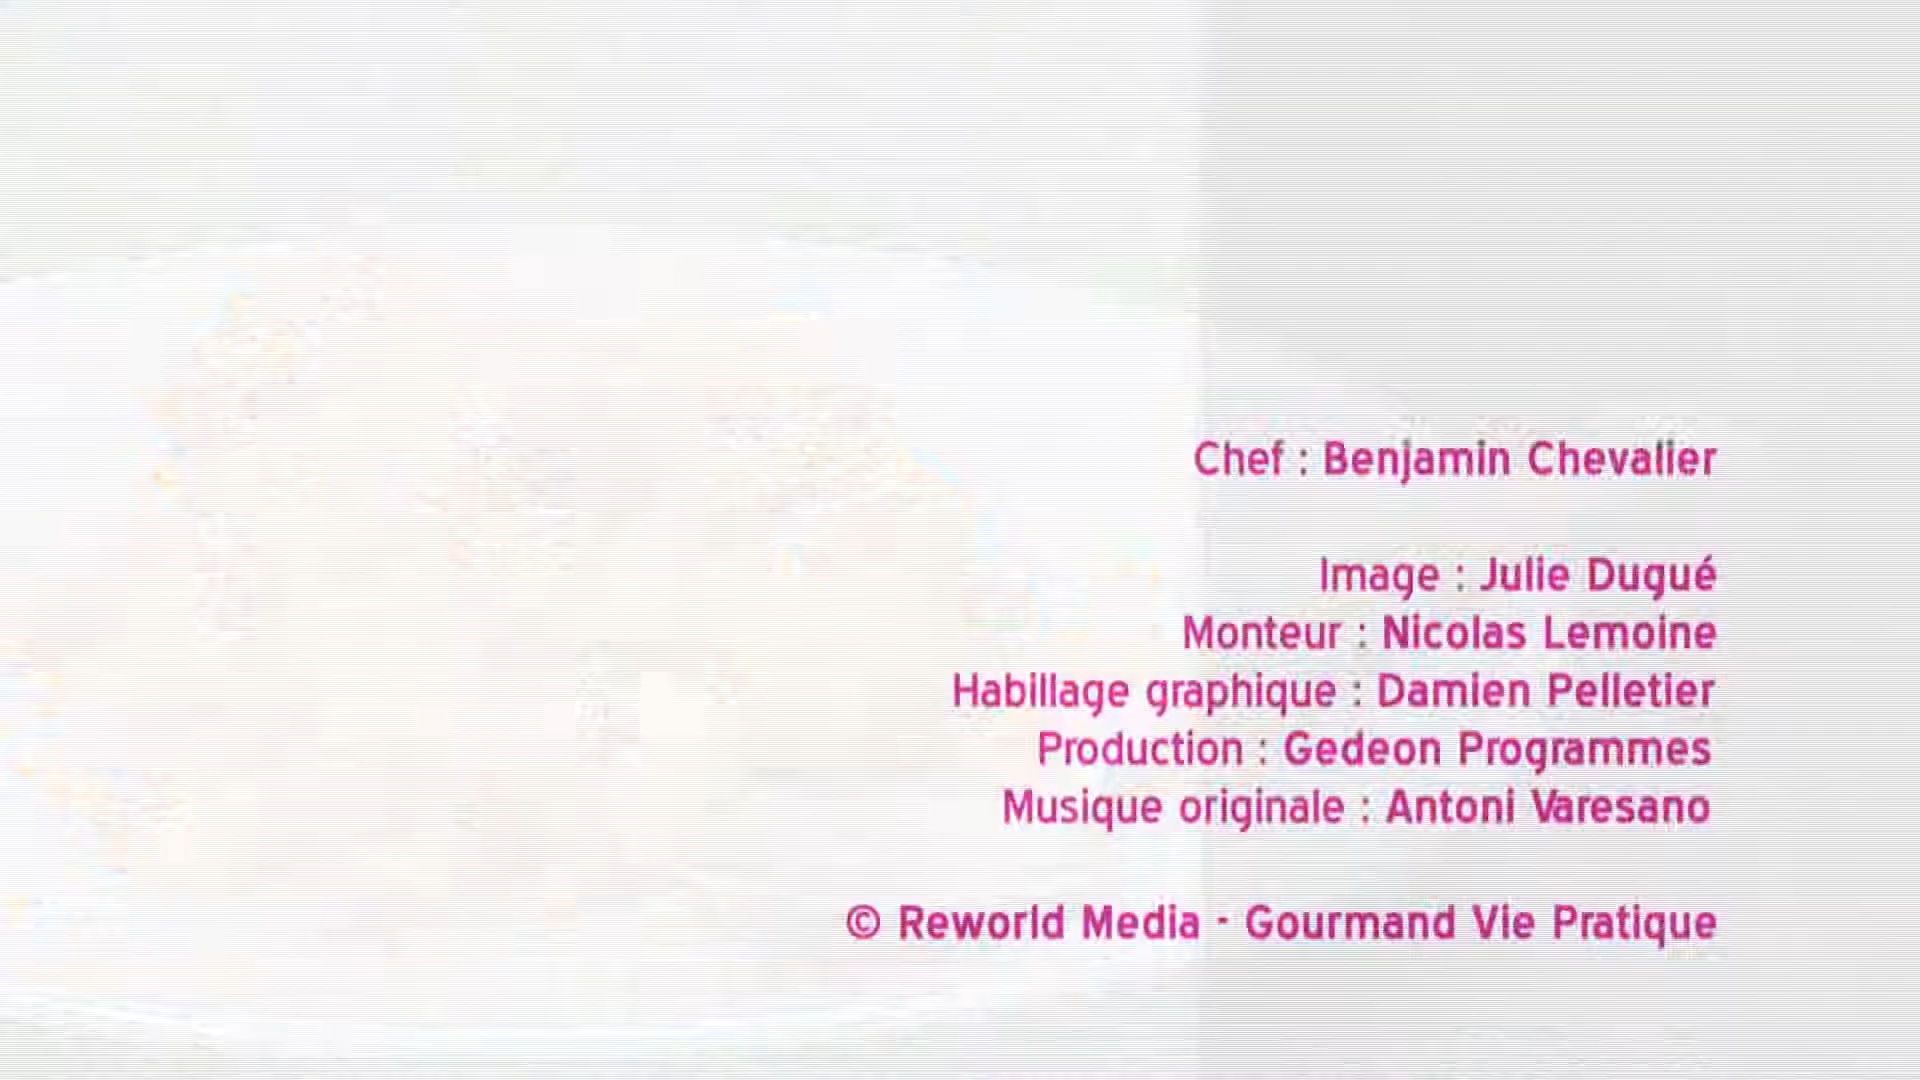 Chef : Benjamin Chevalier
Image : Julie Dugué
Monteur : Nicolas Lemoine
Habillage graphique : Damien Pelletier
Production : Gedeon Programmes
Musique originale : Antoni Varesano
© Reworld Media - Gourmand Vie Pratique